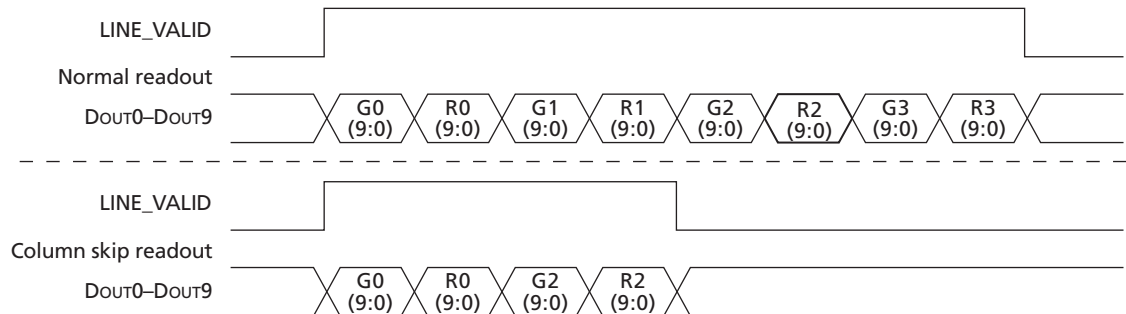 LINE_VALID
Normal readout
DOUT0–DOUT9
G0 (9:0) R0 (9:0) G1 (9:0) R1 (9:0) G2 (9:0) R2 (9:0) G3 (9:0) R3 (9:0)
LINE_VALID
Column skip readout
DOUT0–DOUT9
G0 (9:0) R0 (9:0) G2 (9:0) R2 (9:0)